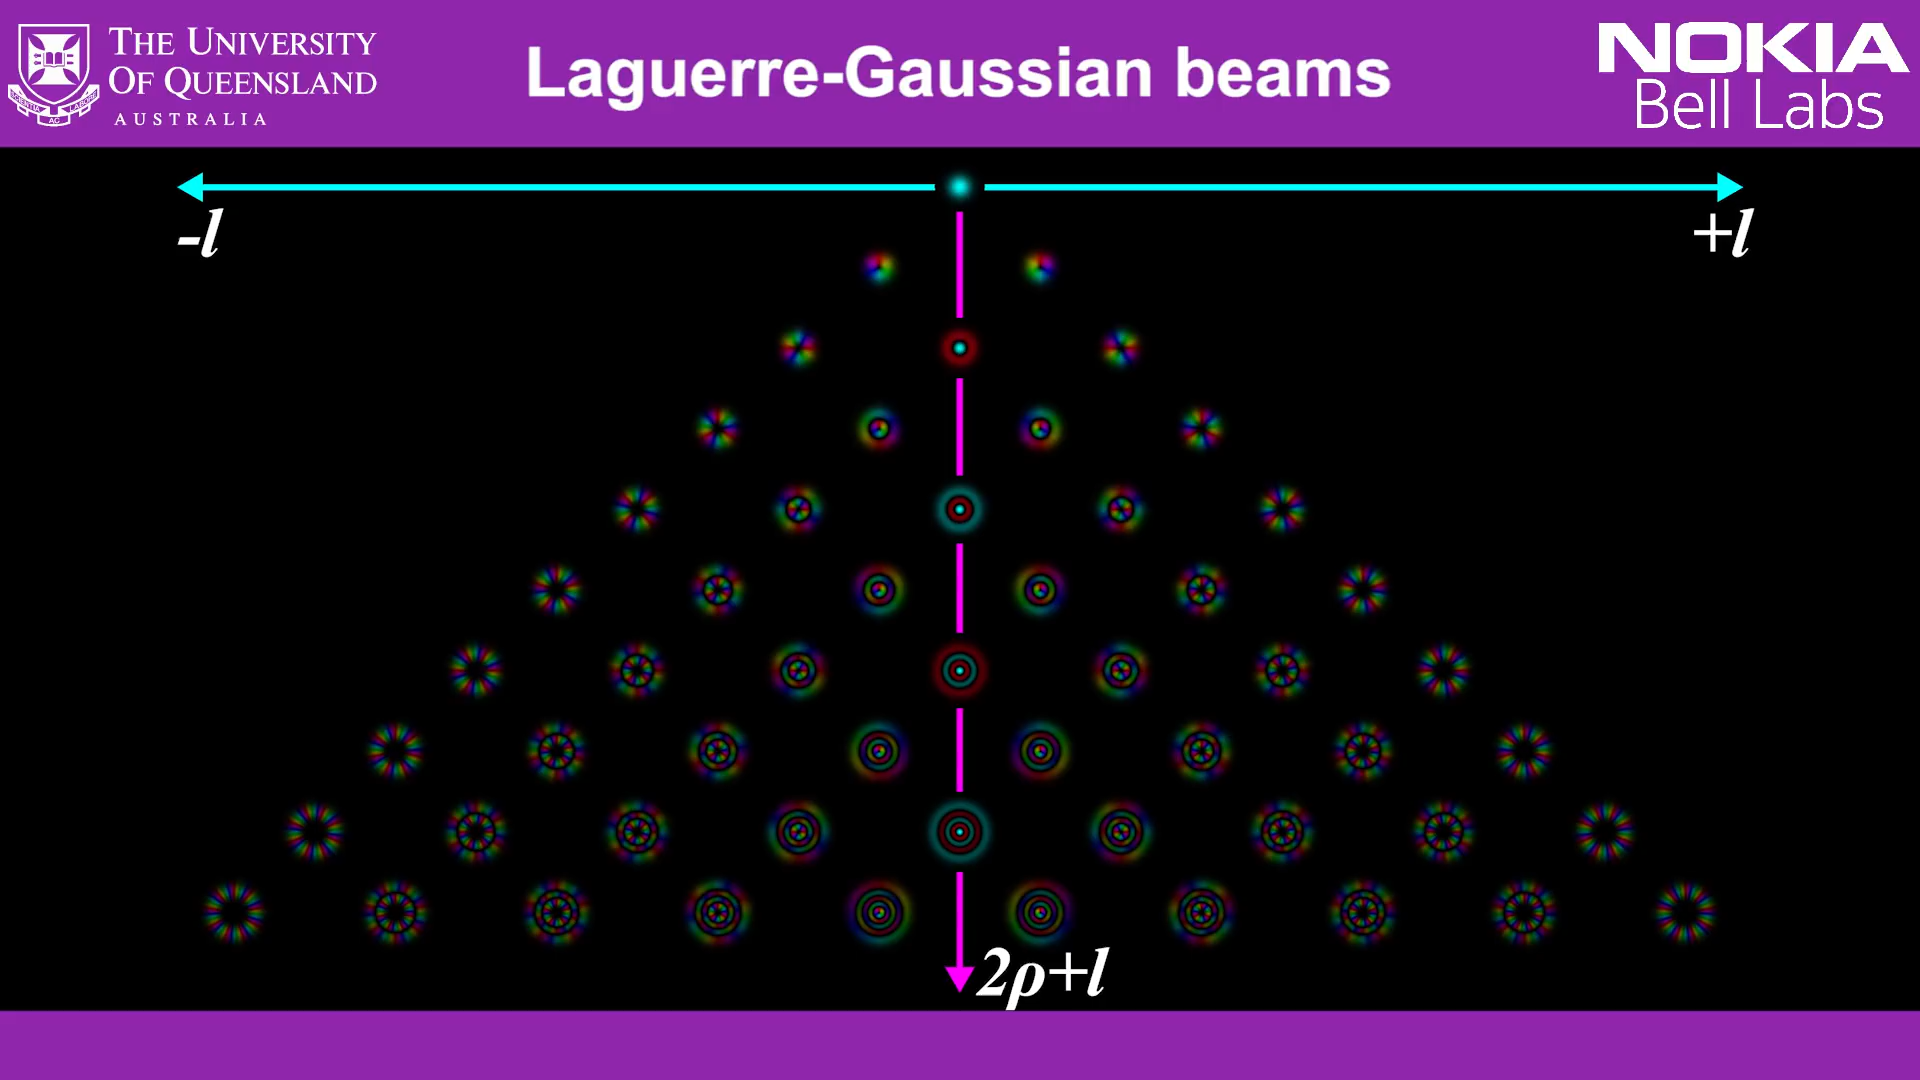 THE UNIVERSITY
OF QUEENSLAND
AUSTRALIA
Laguerre-Gaussian beams
NOKIA
Bell Labs
-l
+l
2ρ+l